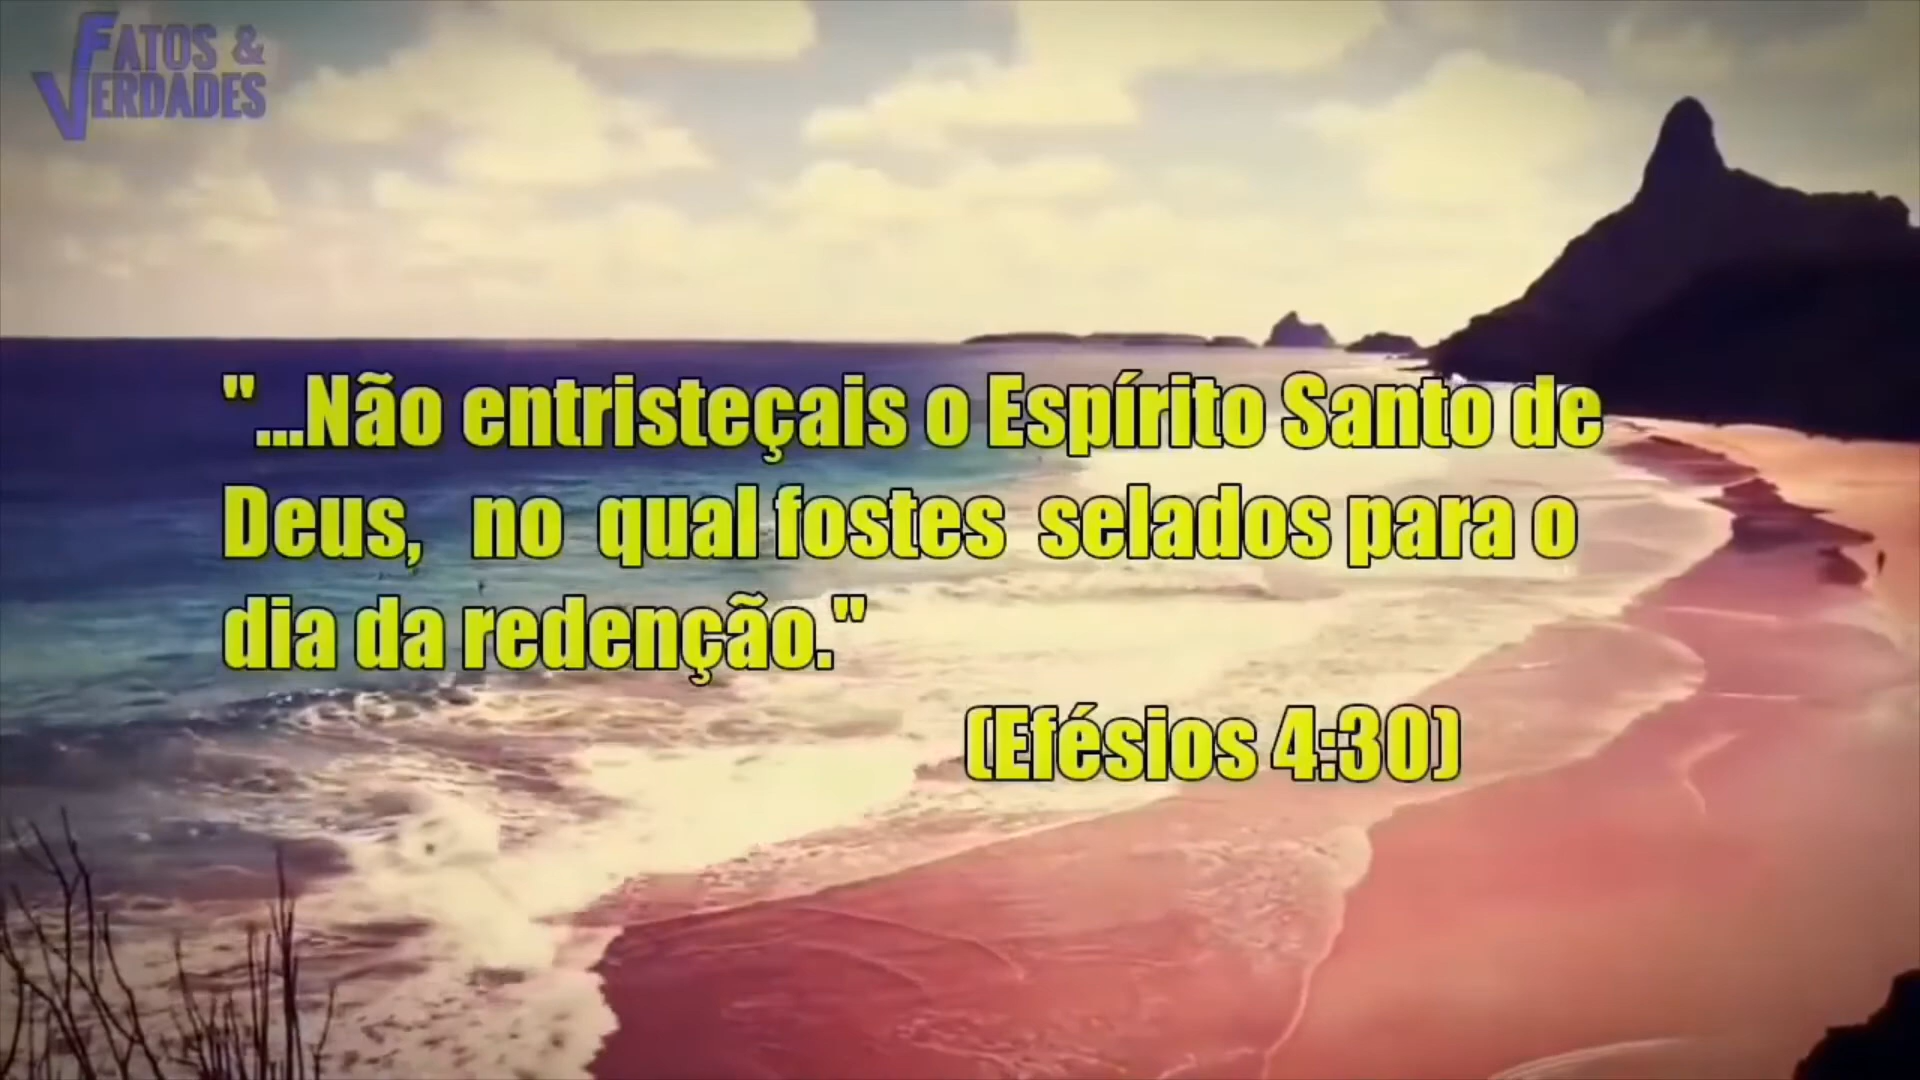 FATOS &
VERDADES
"...Não entristeçais o Espírito Santo de
Deus, no qual fostes selados para o
dia da redenção."
(Efésios 4:30)